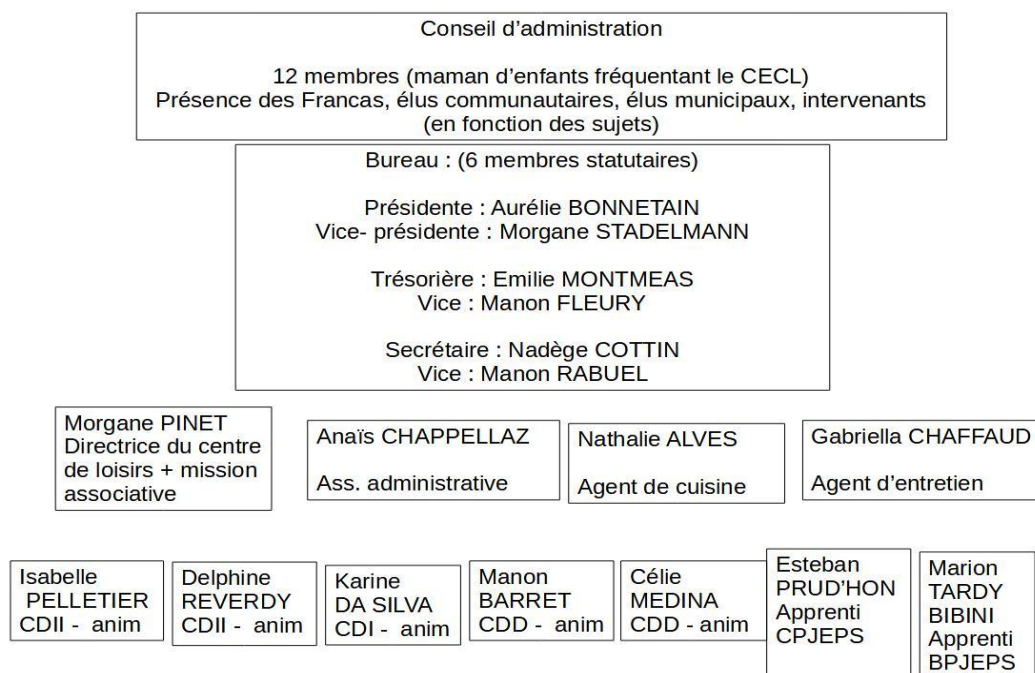 Conseil d'administration
12 membres (maman d'enfants fréquentant le CECL)
Présence des Francas, élus communautaires, élus municipaux, intervenants
(en fonction des sujets)
Bureau : (6 membres statutaires)
Présidente : Aurélie BONNETAIN
Vice- présidente : Morgane STADELMANN
Trésorière : Emilie MONTMEAS
Vice : Manon FLEURY
Secrétaire : Nadège COTTIN
Vice : Manon RABUEL
Morgane PINET
Directrice du centre
de loisirs + mission
associative
Anaïs CHAPPELLAZ
Ass. administrative
Nathalie ALVES
Agent de cuisine
Gabriella CHAFFAUD
Agent d'entretien
Isabelle
PELLETIER
CDII - anim
Delphine
REVERDY
CDII - anim
Karine
DA SILVA
CDI - anim
Manon
BARRET
CDD - anim
Célie
MEDINA
CDD - anim
Esteban
PRUD'HON
Apprenti
CPJEPS
Marion
TARDY
BIBINI
Apprenti
BPJEPS